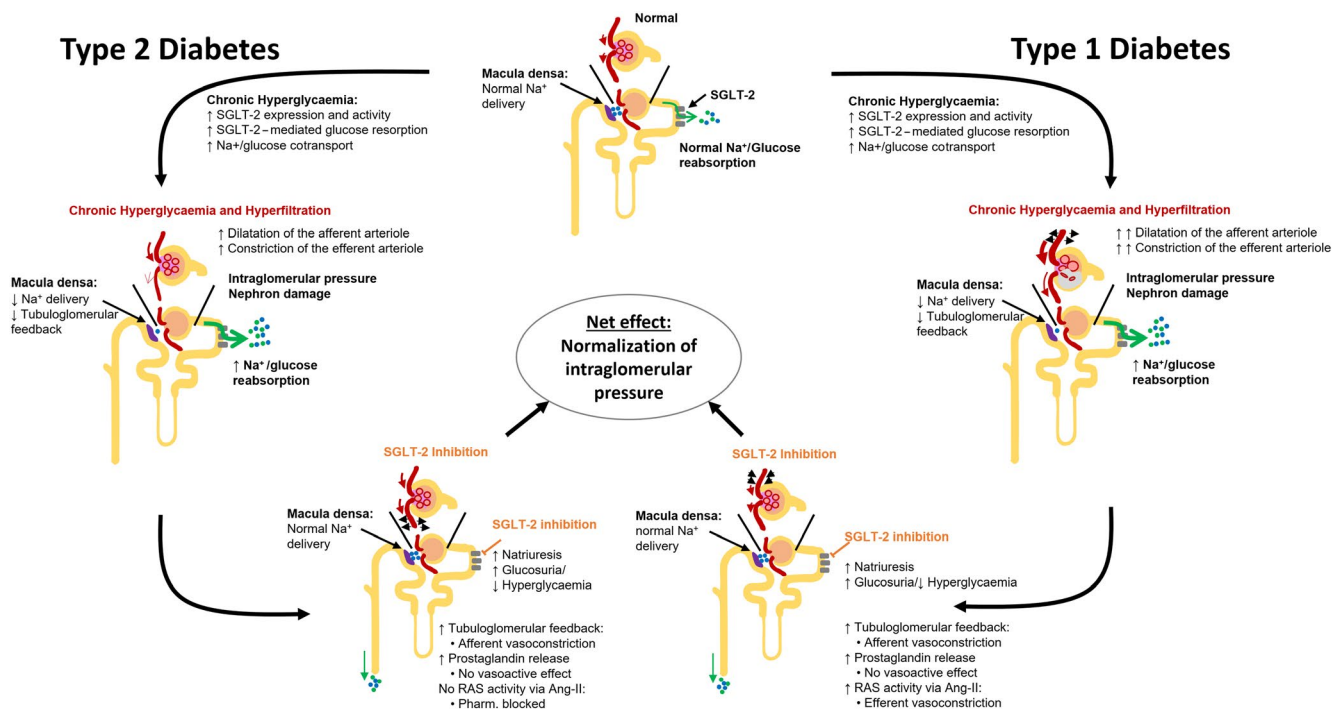 Type 2 Diabetes
Normal
Type 1 Diabetes
Macula densa:
Normal Na⁺
delivery
SGLT-2
Normal Na⁺/Glucose
reabsorption
Chronic Hyperglycaemia:
↑ SGLT-2 expression and activity
↑ SGLT-2–mediated glucose resorption
↑ Na+/glucose cotransport
Chronic Hyperglycaemia:
↑ SGLT-2 expression and activity
↑ SGLT-2–mediated glucose resorption
↑ Na+/glucose cotransport
Chronic Hyperglycaemia and Hyperfiltration
↑ Dilatation of the afferent arteriole
↑ Constriction of the efferent arteriole
Macula densa:
↓ Na⁺ delivery
↓ Tubuloglomerular
feedback
Intraglomerular pressure
Nephron damage
↑ Na⁺/glucose
reabsorption
Chronic Hyperglycaemia and Hyperfiltration
↑ ↑ Dilatation of the afferent arteriole
↑ ↑ Constriction of the efferent arteriole
Macula densa:
↓ Na⁺ delivery
↓ Tubuloglomerular
feedback
Intraglomerular pressure
Nephron damage
↑ Na⁺/glucose
reabsorption
Net effect:
Normalization of
intraglomerular
pressure
SGLT-2 Inhibition
Macula densa:
Normal Na⁺
delivery
SGLT-2 inhibition
↑ Natriuresis
↑ Glucosuria/
↓ Hyperglycaemia
↑ Tubuloglomerular feedback:
• Afferent vasoconstriction
↑ Prostaglandin release
• No vasoactive effect
No RAS activity via Ang-II:
• Pharm. blocked
SGLT-2 Inhibition
Macula densa:
normal Na⁺
delivery
SGLT-2 inhibition
↑ Natriuresis
↑ Glucosuria/↓ Hyperglycaemia
↑ Tubuloglomerular feedback:
• Afferent vasoconstriction
↑ Prostaglandin release
• No vasoactive effect
↑ RAS activity via Ang-II:
• Efferent vasoconstriction